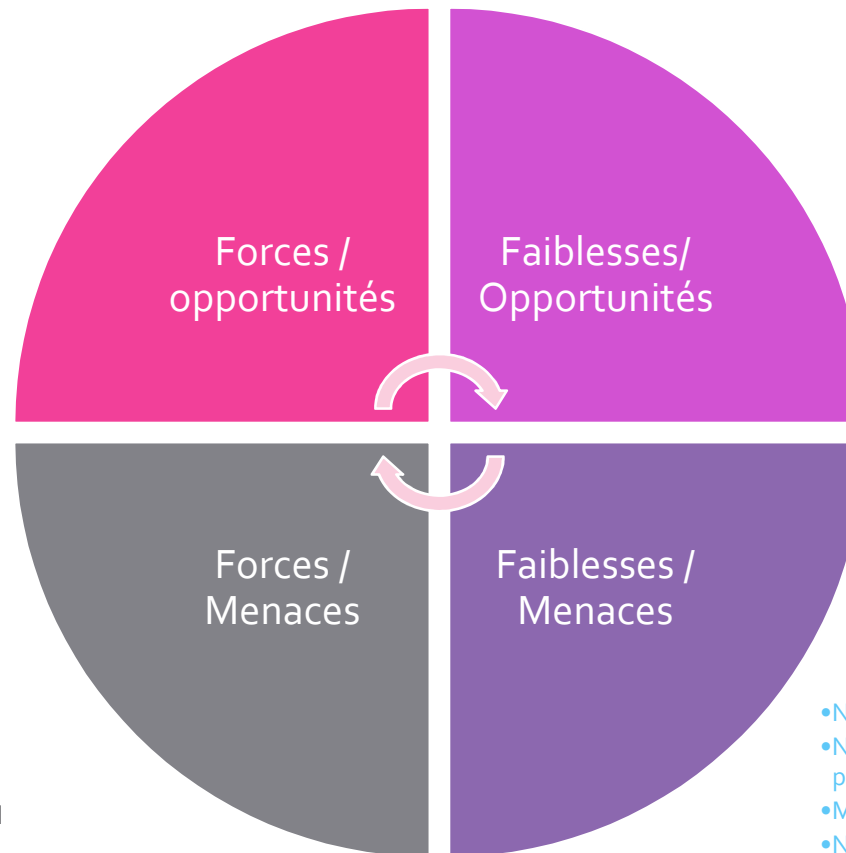 Forces /
opportunités
Faiblesses/
Opportunités
Forces /
Menaces
Faiblesses /
Menaces